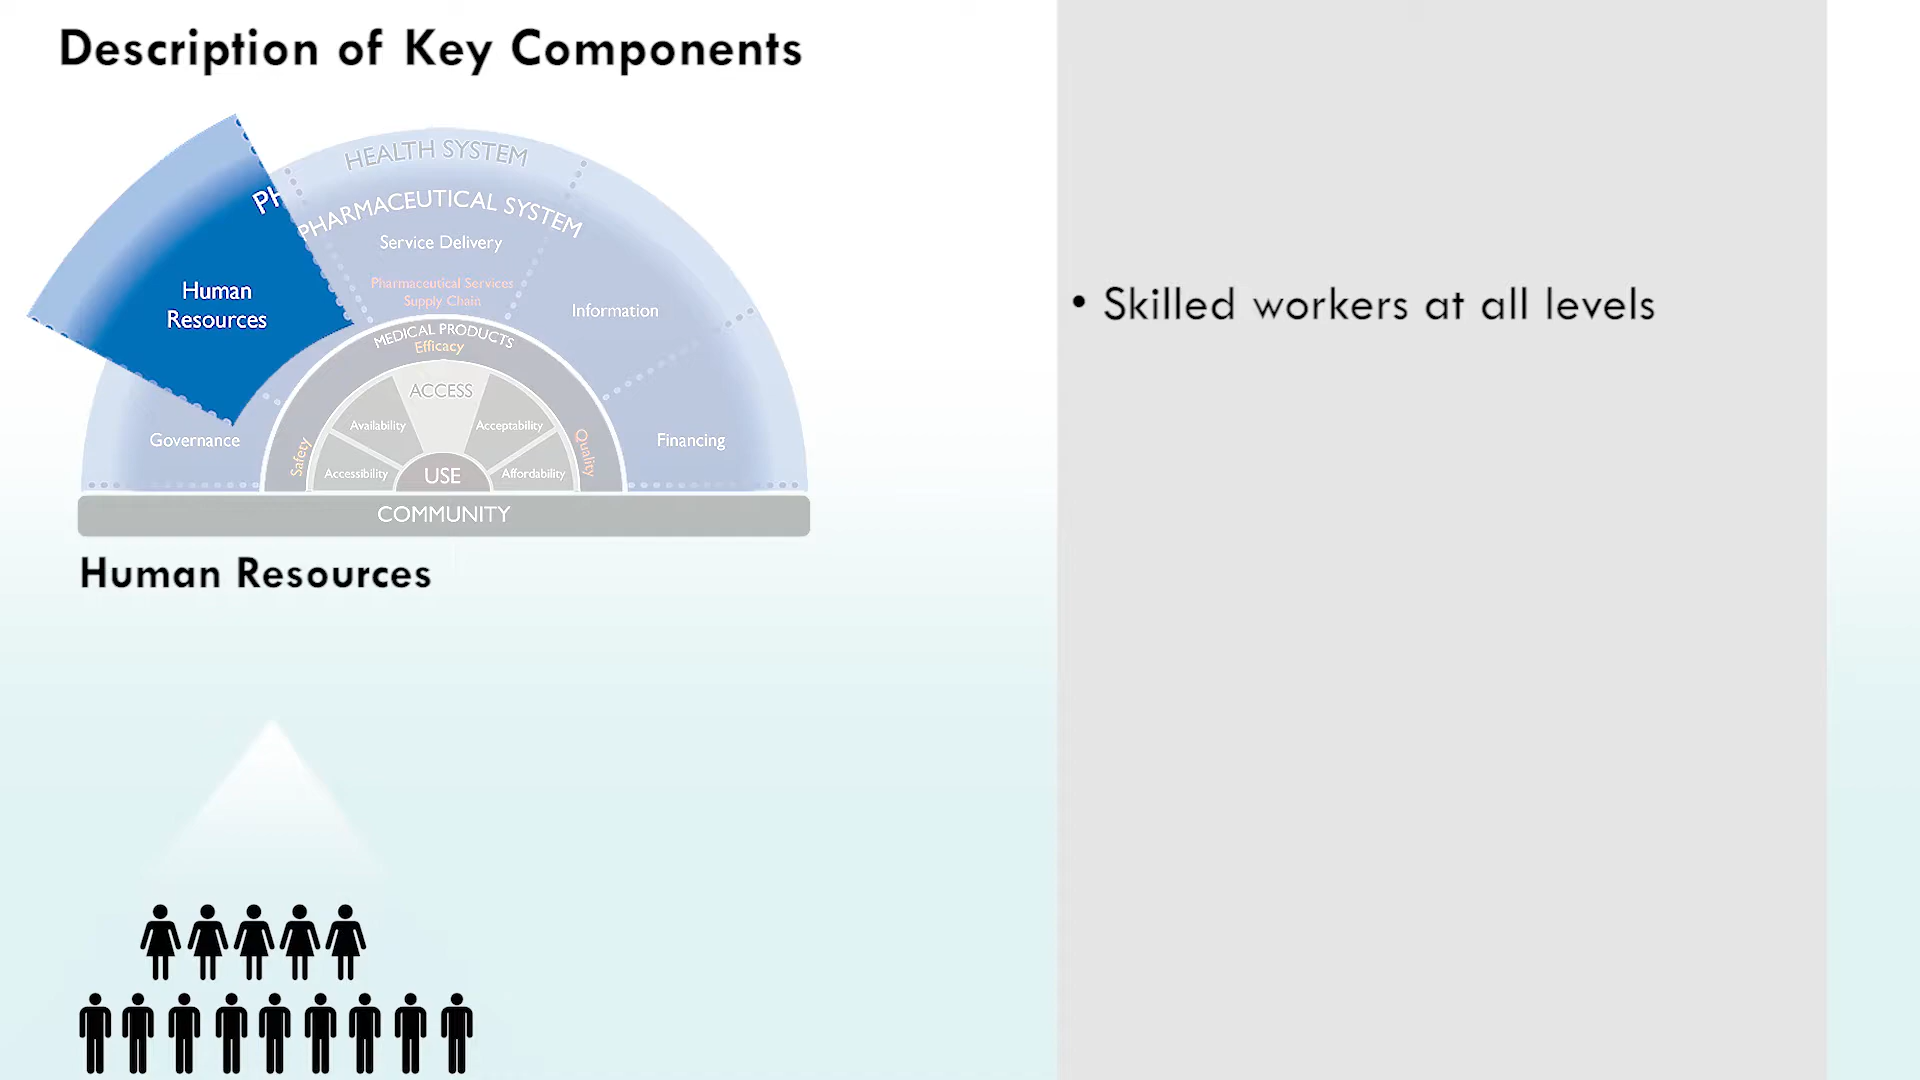 Description of Key Components
HEALTH SYSTEM
PH
PHARMACEUTICAL SYSTEM
Service Delivery
Pharmaceutical Services
Supply Chain
Human
Resources
Information
MEDICAL PRODUCTS
Efficacy
ACCESS
Availability
Acceptability
Governance
Financing
Safety
Quality
Accessibility
USE
Affordability
COMMUNITY
Human Resources
• Skilled workers at all levels